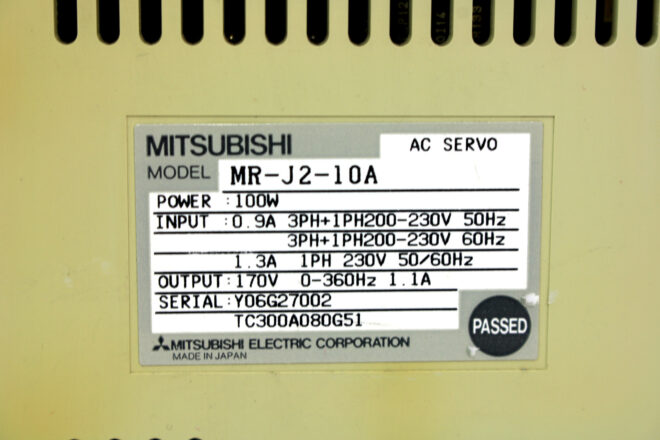 MITSUBISHI
AC SERVO
MODEL MR-J2-10A
POWER : 100W
INPUT : 0.9A 3PH+1PH200-230V 50Hz
3PH+1PH200-230V 60Hz
1.3A 1PH 230V 50/60Hz
OUTPUT: 170V 0-360Hz 1.1A
SERIAL: Y06G27002
TC300A080G51
PASSED
MITSUBISHI ELECTRIC CORPORATION
MADE IN JAPAN